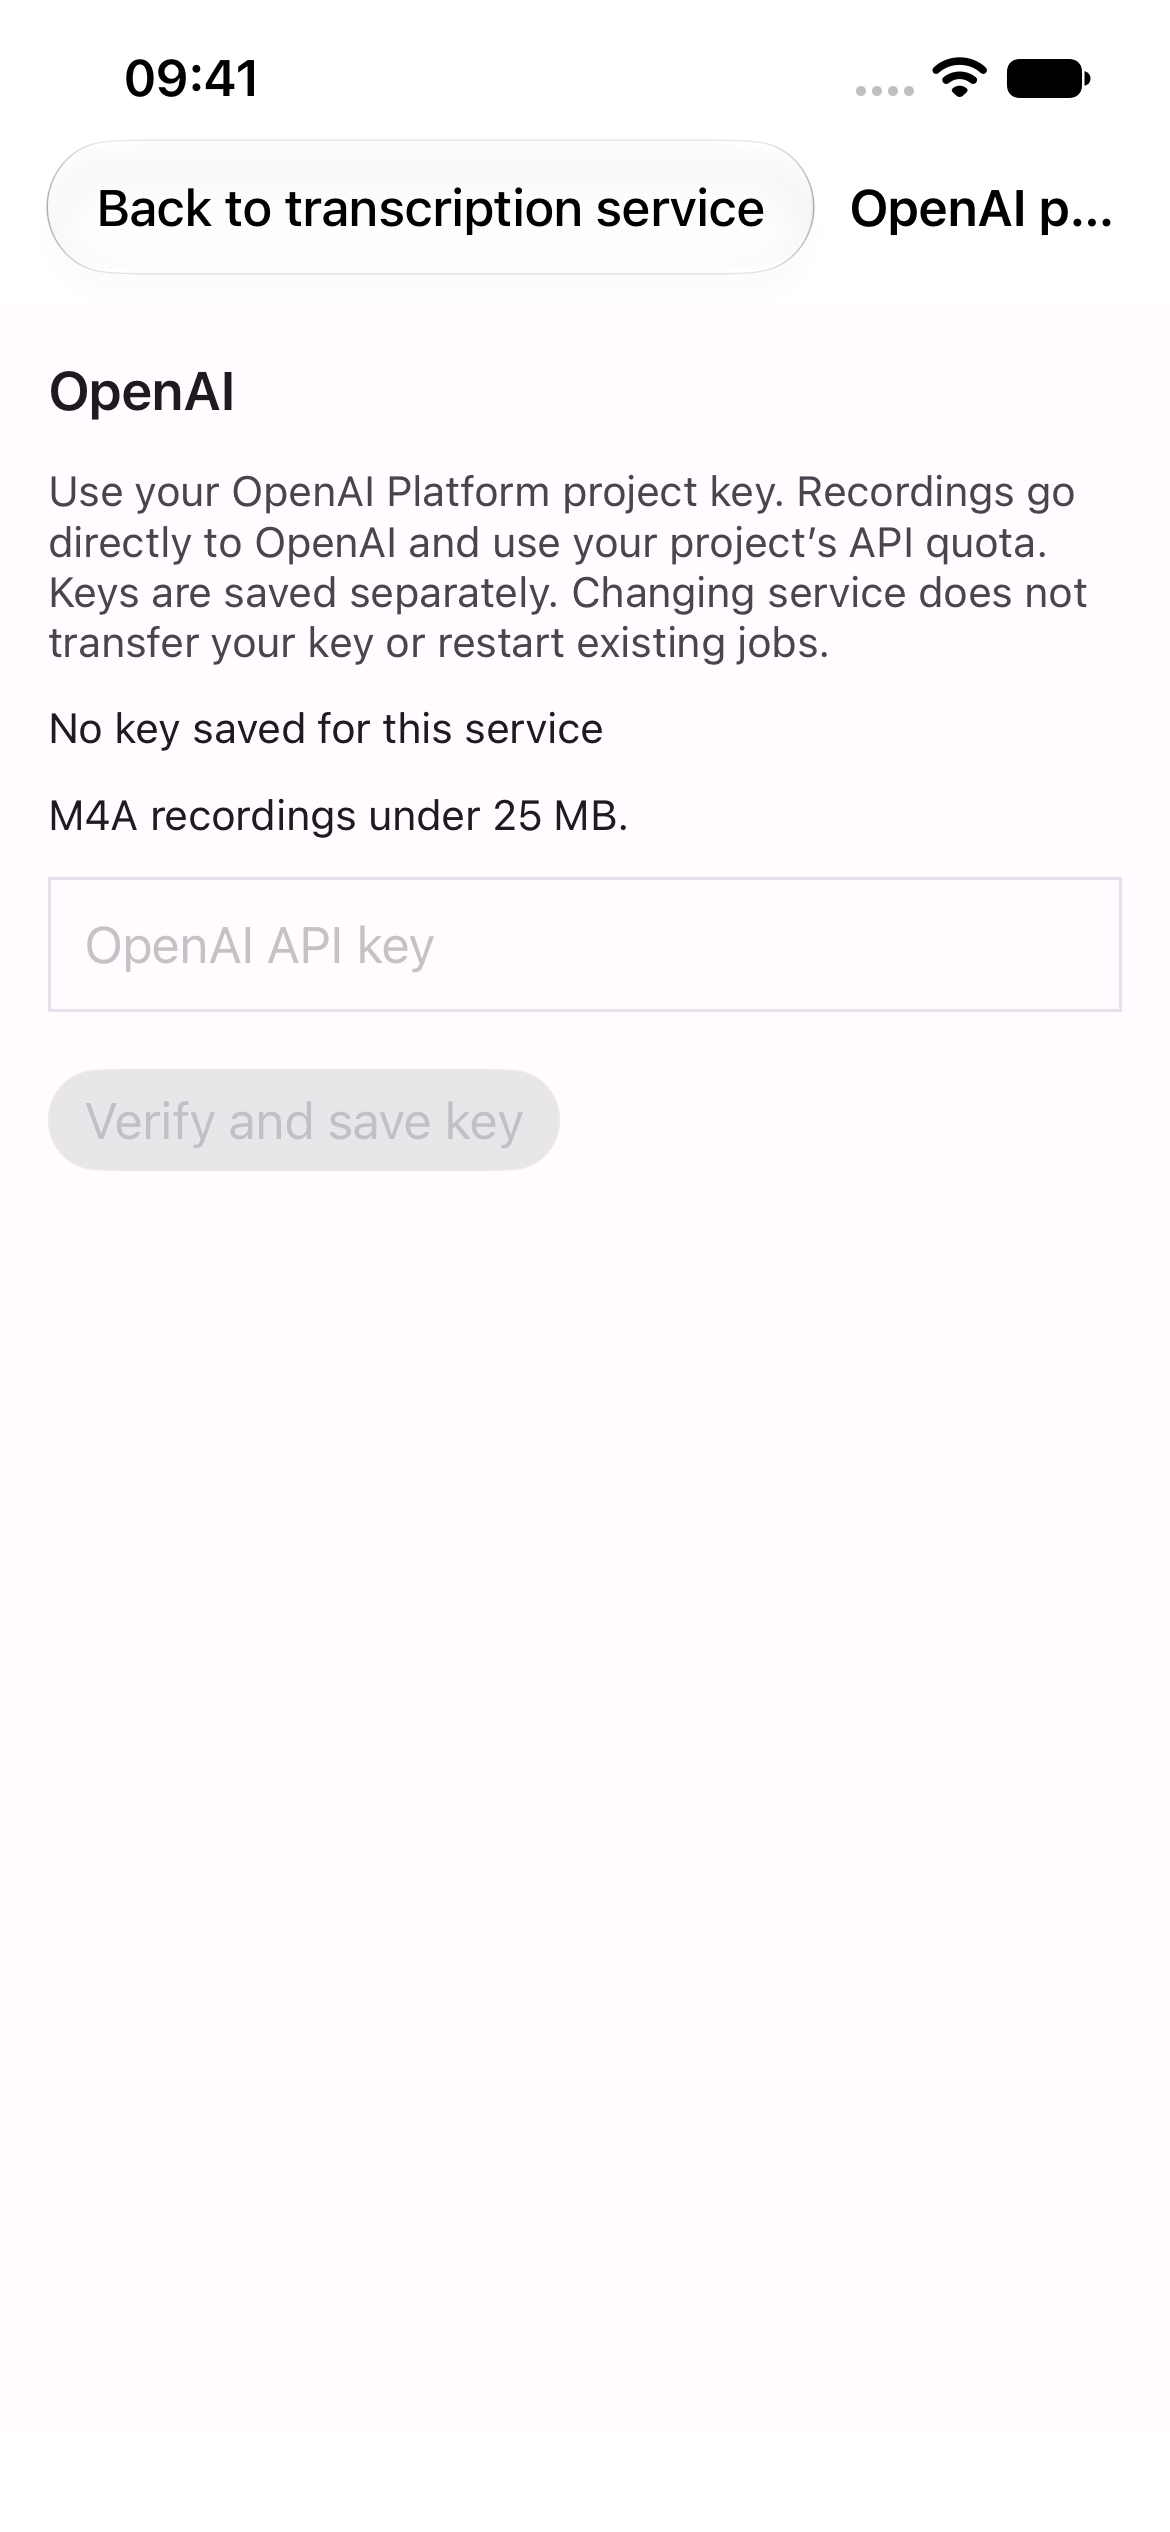 09:41
Back to transcription service
OpenAI p...
OpenAI
Use your OpenAI Platform project key. Recordings go
directly to OpenAI and use your project’s API quota.
Keys are saved separately. Changing service does not
transfer your key or restart existing jobs.
No key saved for this service
M4A recordings under 25 MB.
OpenAI API key
Verify and save key